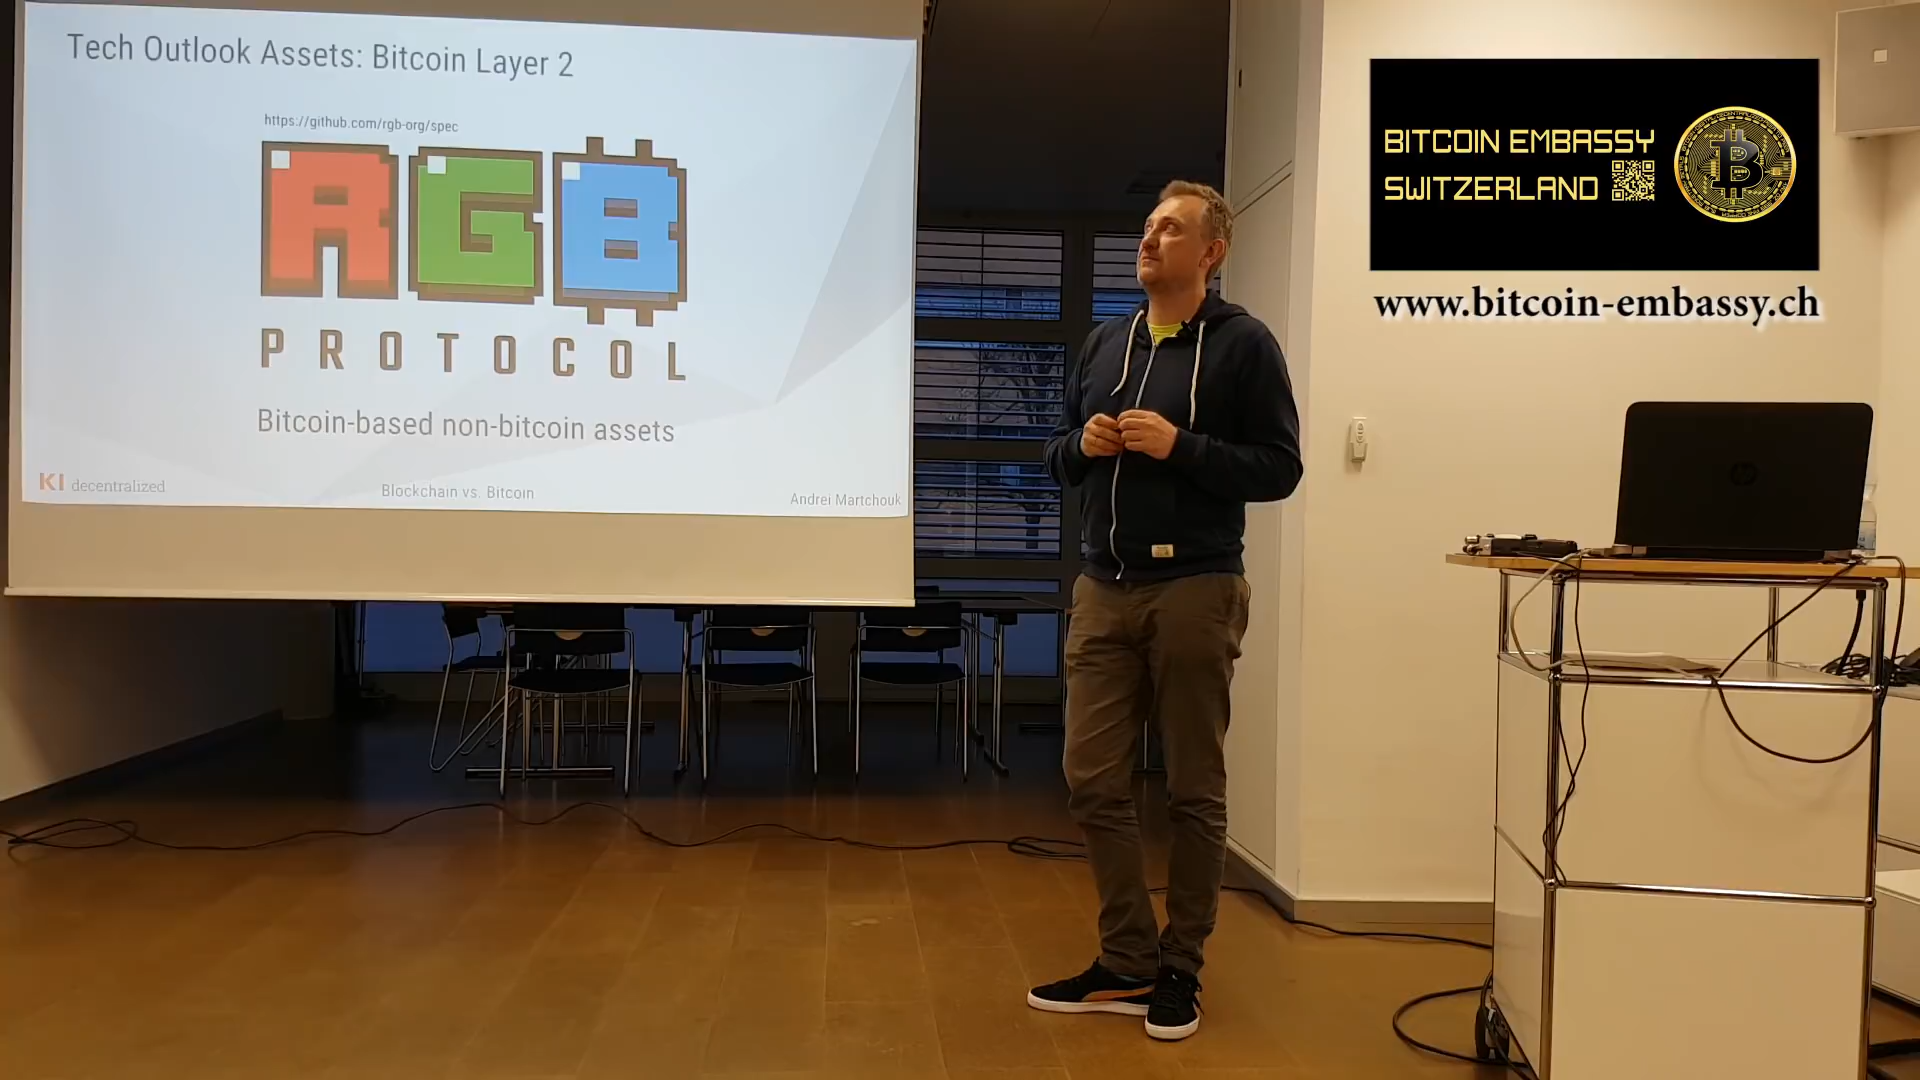 Tech Outlook Assets: Bitcoin Layer 2
https://github.com/rgb-org/spec
RGB
PROTOCOL
Bitcoin-based non-bitcoin assets
KI decentralized
Blockchain vs. Bitcoin
Andrei Martchouk
BITCOIN EMBASSY
SWITZERLAND
B
www.bitcoin-embassy.ch
hp